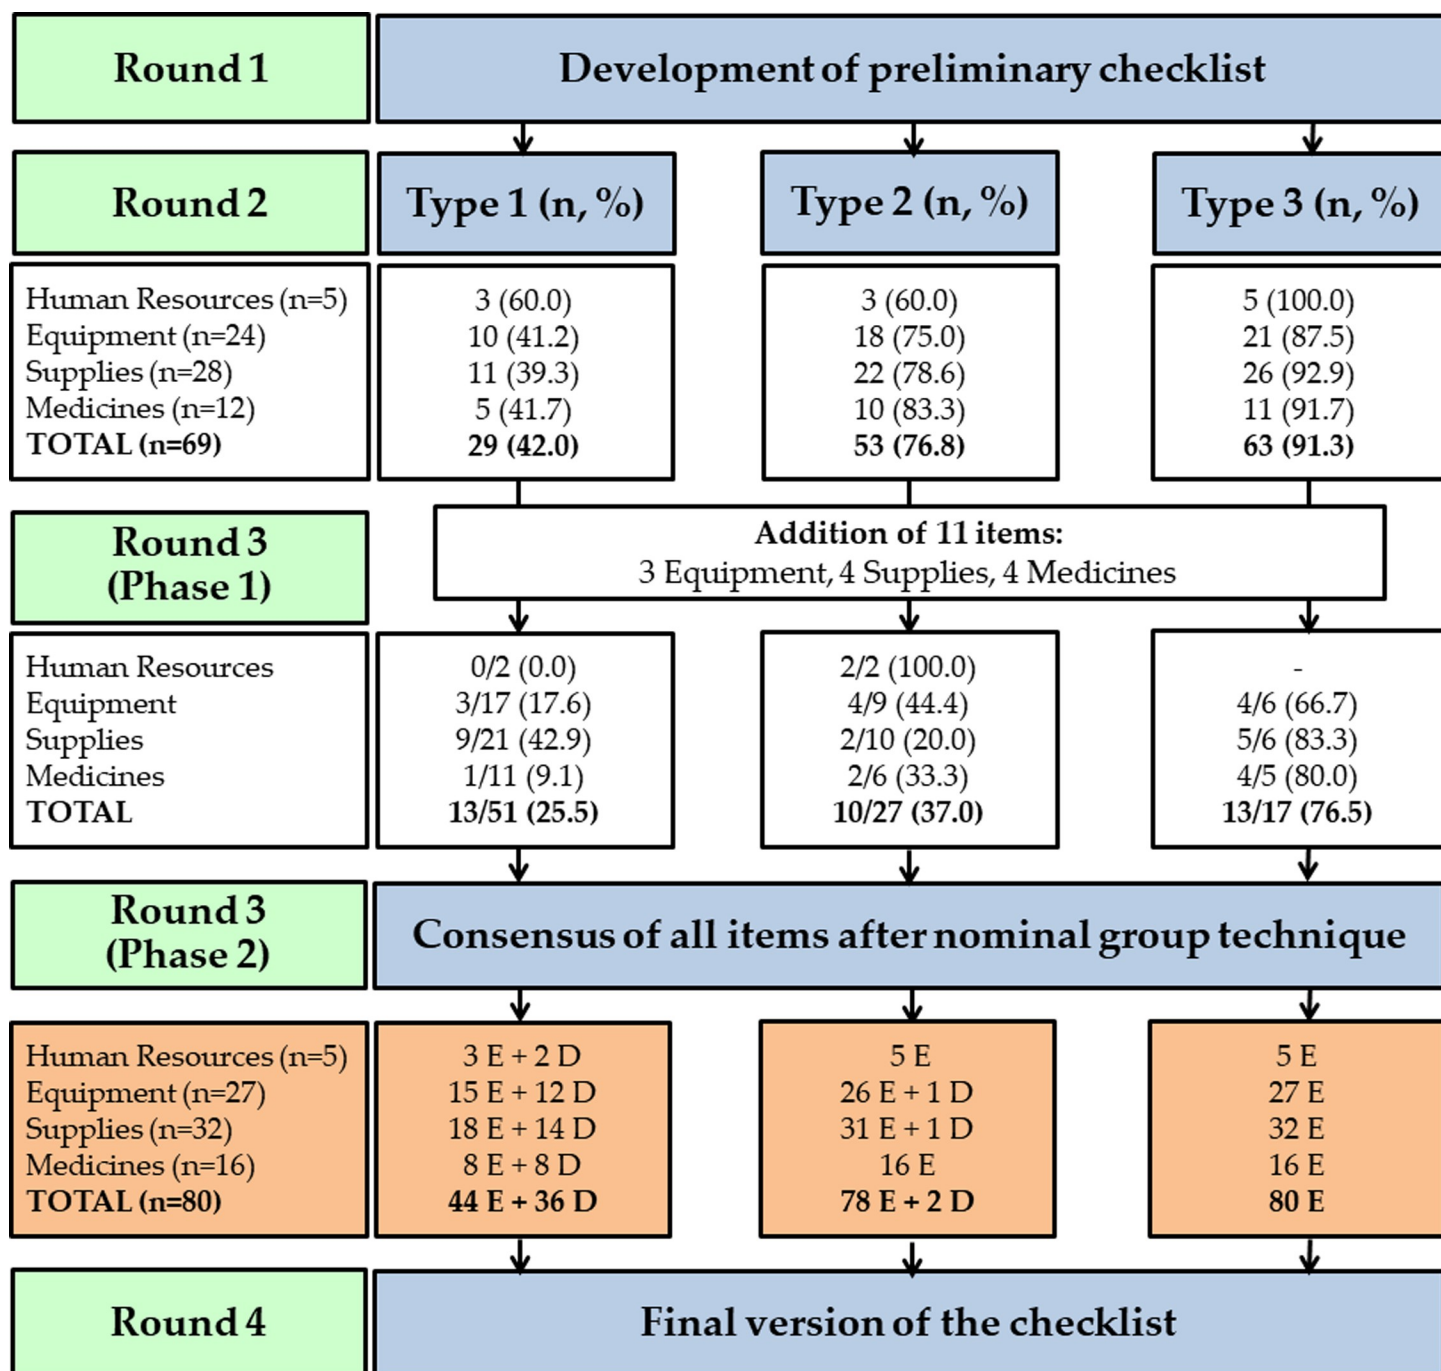 Round 1
Development of preliminary checklist
Round 2
Type 1 (n, %)
Type 2 (n, %)
Type 3 (n, %)
Human Resources (n=5)
Equipment (n=24)
Supplies (n=28)
Medicines (n=12)
TOTAL (n=69)
3 (60.0)
10 (41.2)
11 (39.3)
5 (41.7)
29 (42.0)
3 (60.0)
18 (75.0)
22 (78.6)
10 (83.3)
53 (76.8)
5 (100.0)
21 (87.5)
26 (92.9)
11 (91.7)
63 (91.3)
Round 3
(Phase 1)
Addition of 11 items:
3 Equipment, 4 Supplies, 4 Medicines
Human Resources
Equipment
Supplies
Medicines
TOTAL
0/2 (0.0)
3/17 (17.6)
9/21 (42.9)
1/11 (9.1)
13/51 (25.5)
2/2 (100.0)
4/9 (44.4)
2/10 (20.0)
2/6 (33.3)
10/27 (37.0)
-
4/6 (66.7)
5/6 (83.3)
4/5 (80.0)
13/17 (76.5)
Round 3
(Phase 2)
Consensus of all items after nominal group technique
Human Resources (n=5)
Equipment (n=27)
Supplies (n=32)
Medicines (n=16)
TOTAL (n=80)
3 E + 2 D
15 E + 12 D
18 E + 14 D
8 E + 8 D
44 E + 36 D
5 E
26 E + 1 D
31 E + 1 D
16 E
78 E + 2 D
5 E
27 E
32 E
16 E
80 E
Round 4
Final version of the checklist